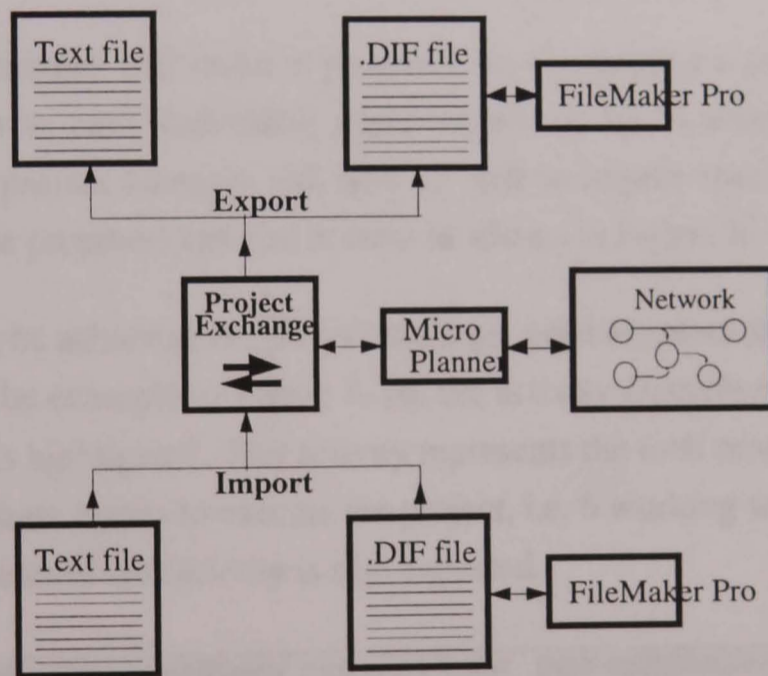 Text file
.DIF file
FileMaker Pro
Export
Project
Exchange
Micro
Planner
Network
Import
Text file
.DIF file
FileMaker Pro